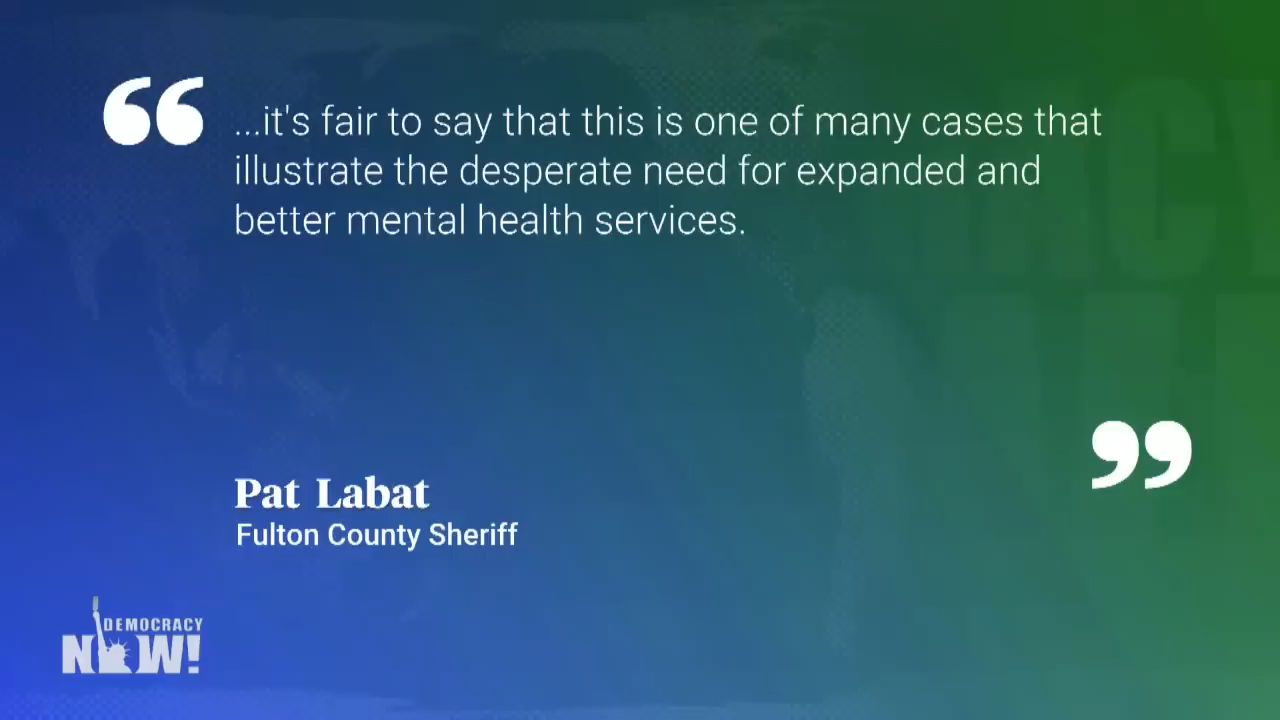 “
...it's fair to say that this is one of many cases that
illustrate the desperate need for expanded and
better mental health services.
”
Pat Labat
Fulton County Sheriff
DEMOCRACY
NOW!